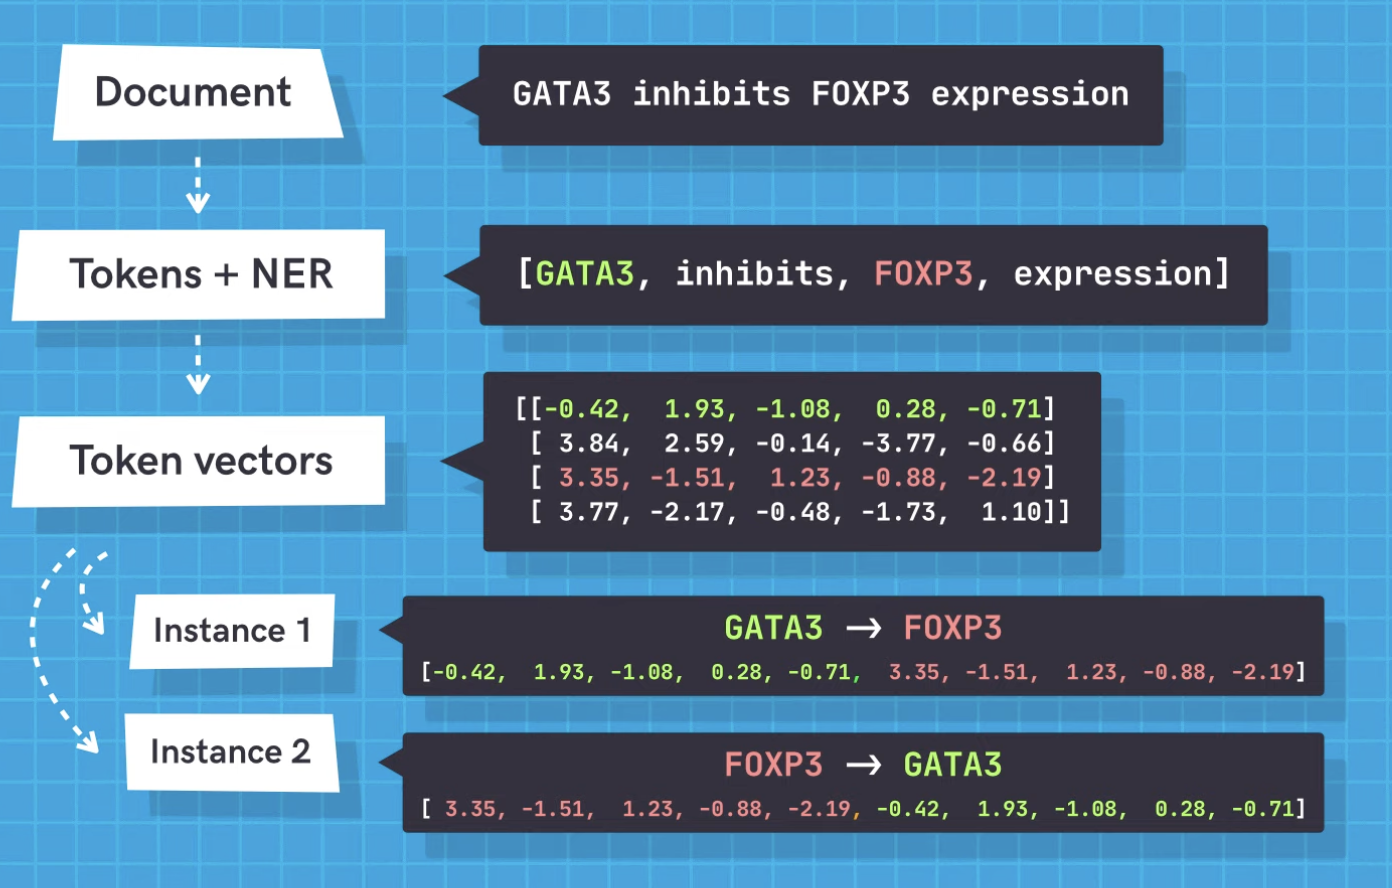 Document
GATA3 inhibits FOXP3 expression
Tokens + NER
[GATA3, inhibits, FOXP3, expression]
Token vectors
[[-0.42, 1.93, -1.08, 0.28, -0.71]
[ 3.84, 2.59, -0.14, -3.77, -0.66]
[ 3.35, -1.51, 1.23, -0.88, -2.19]
[ 3.77, -2.17, -0.48, -1.73, 1.10]]
Instance 1
GATA3 → FOXP3
[-0.42, 1.93, -1.08, 0.28, -0.71, 3.35, -1.51, 1.23, -0.88, -2.19]
Instance 2
FOXP3 → GATA3
[ 3.35, -1.51, 1.23, -0.88, -2.19, -0.42, 1.93, -1.08, 0.28, -0.71]